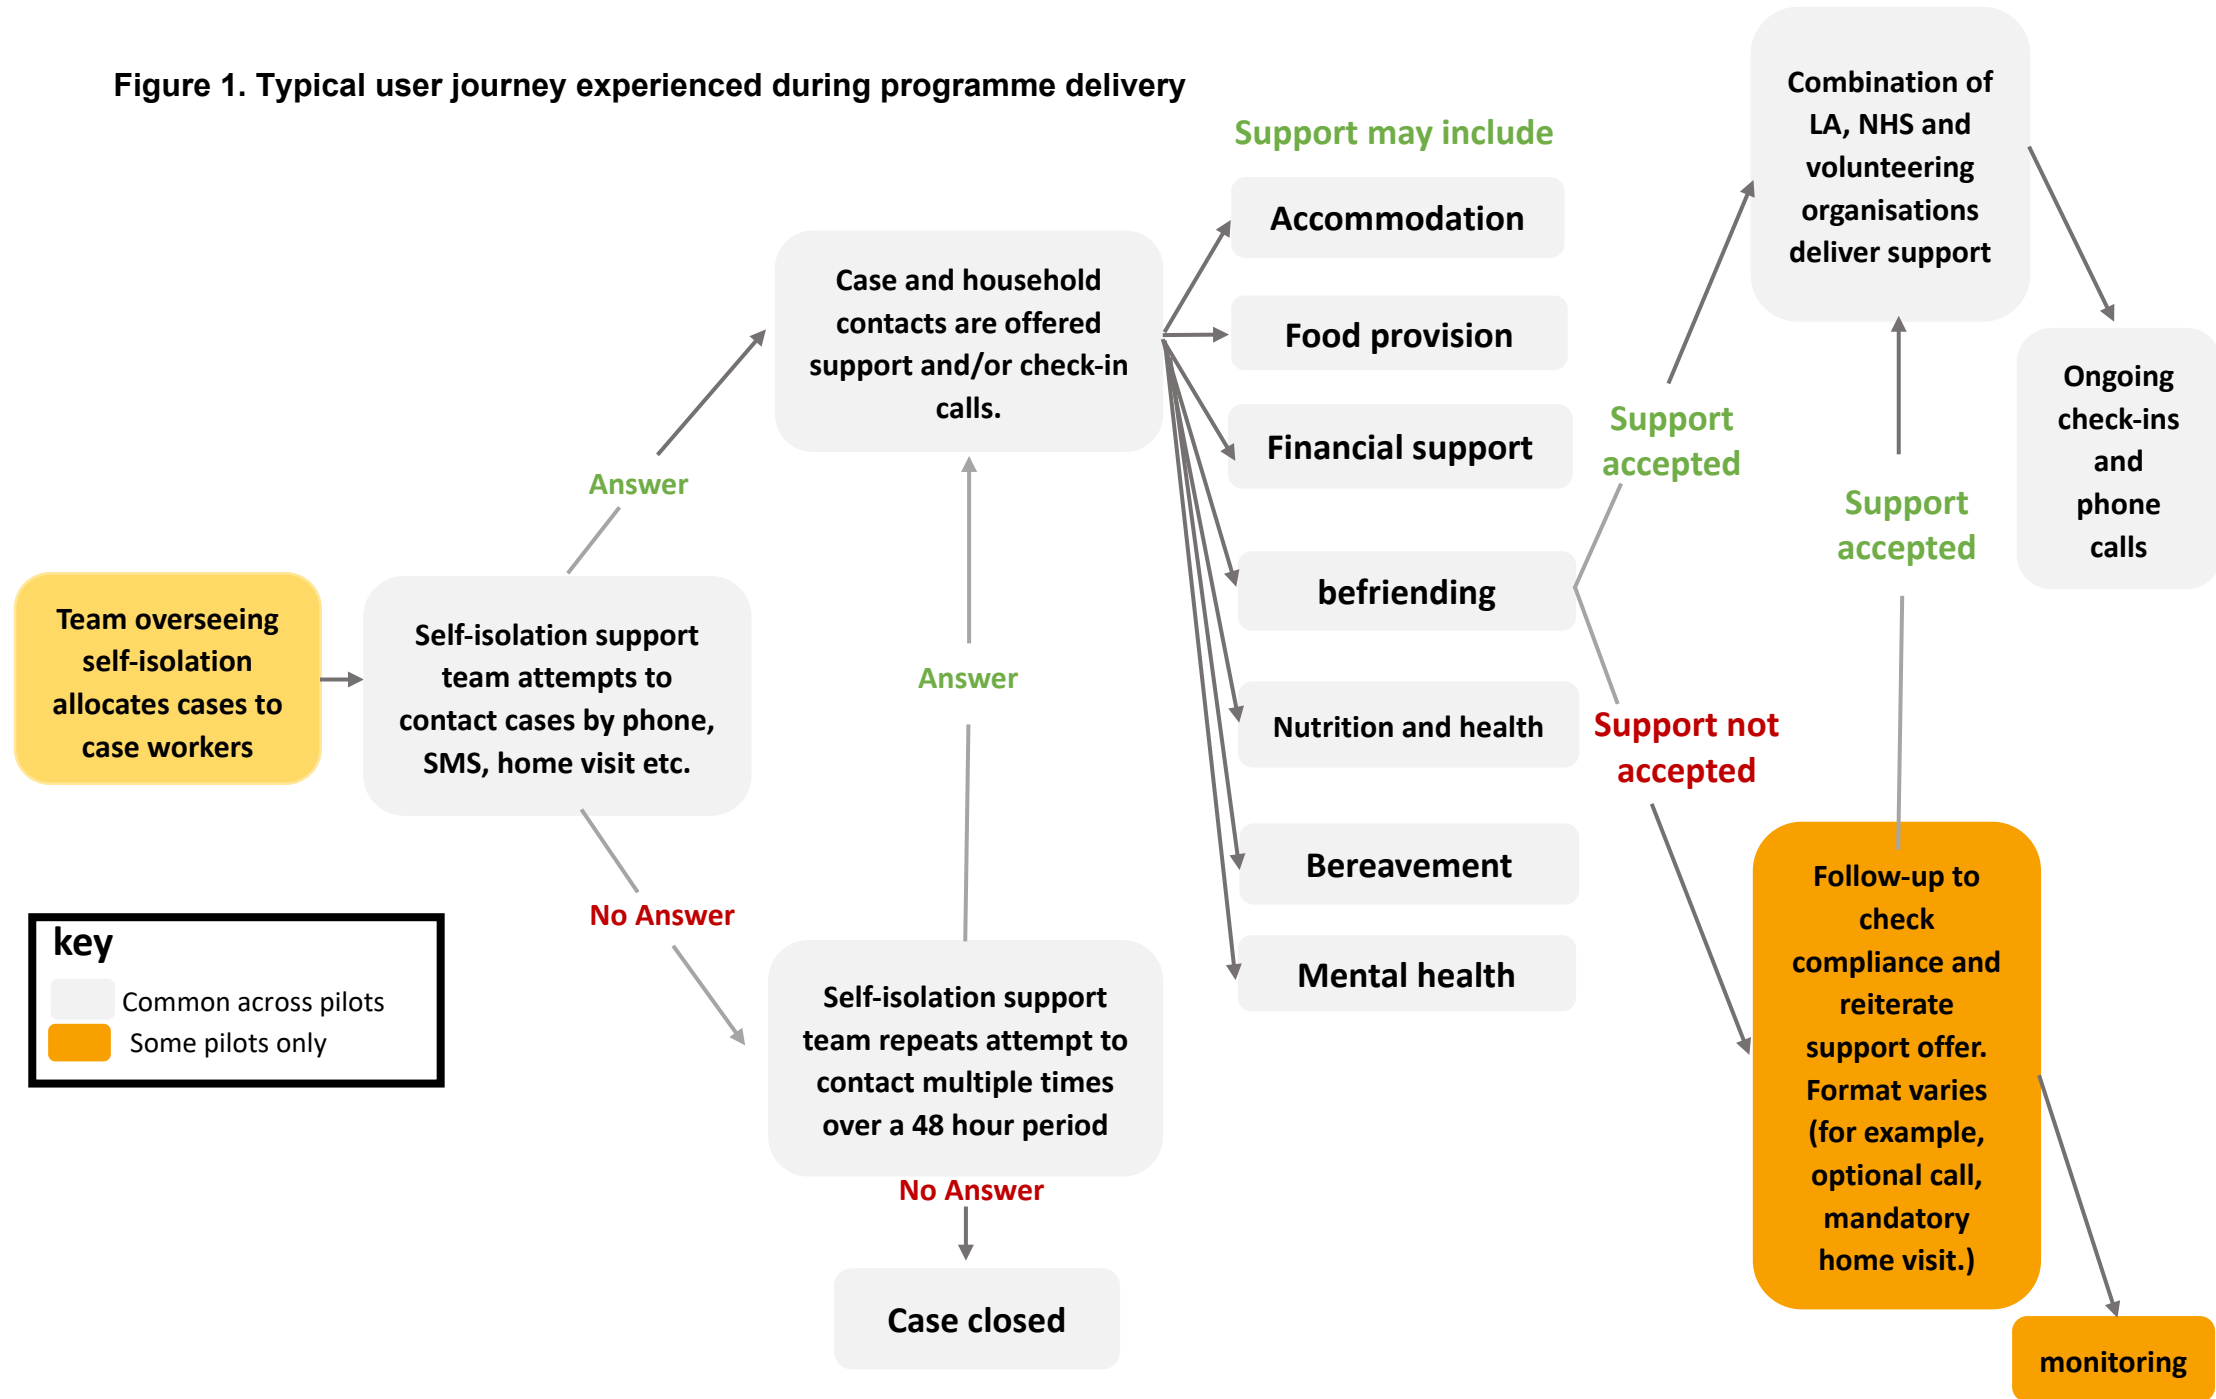 Figure 1. Typical user journey experienced during programme delivery
Team overseeing
self-isolation
allocates cases to
case workers
Self-isolation support
team attempts to
contact cases by phone,
SMS, home visit etc.
Answer
No Answer
Case and household
contacts are offered
support and/or check-in
calls.
Answer
Self-isolation support
team repeats attempt to
contact multiple times
over a 48 hour period
No Answer
Case closed
Support may include
Accommodation
Food provision
Financial support
befriending
Nutrition and health
Bereavement
Mental health
Support
accepted
Support not
accepted
Combination of
LA, NHS and
volunteering
organisations
deliver support
Support
accepted
Follow-up to
check
compliance and
reiterate
support offer.
Format varies
(for example,
optional call,
mandatory
home visit.)
Ongoing
check-ins
and
phone
calls
monitoring
key
Common across pilots
Some pilots only